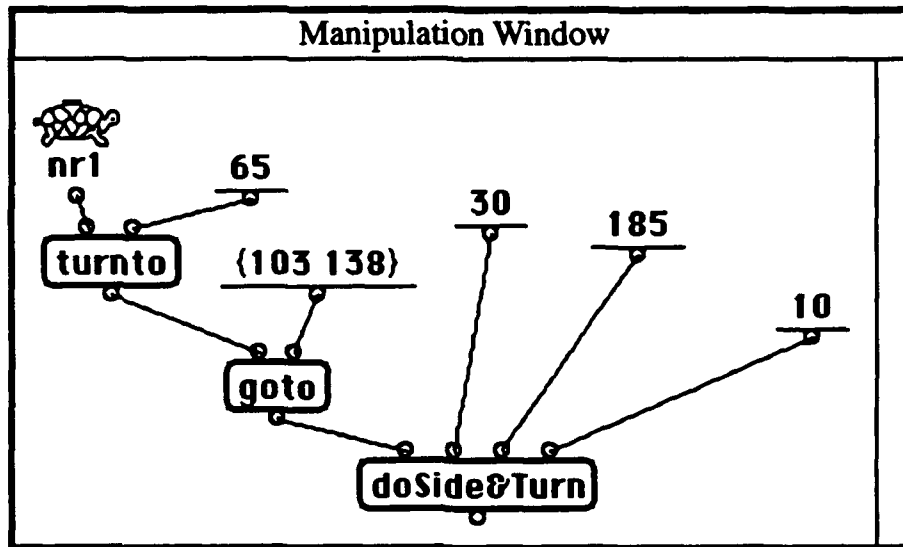 Manipulation Window
nr1
65
30
185
turnto
{103 138}
10
goto
doSide&Turn